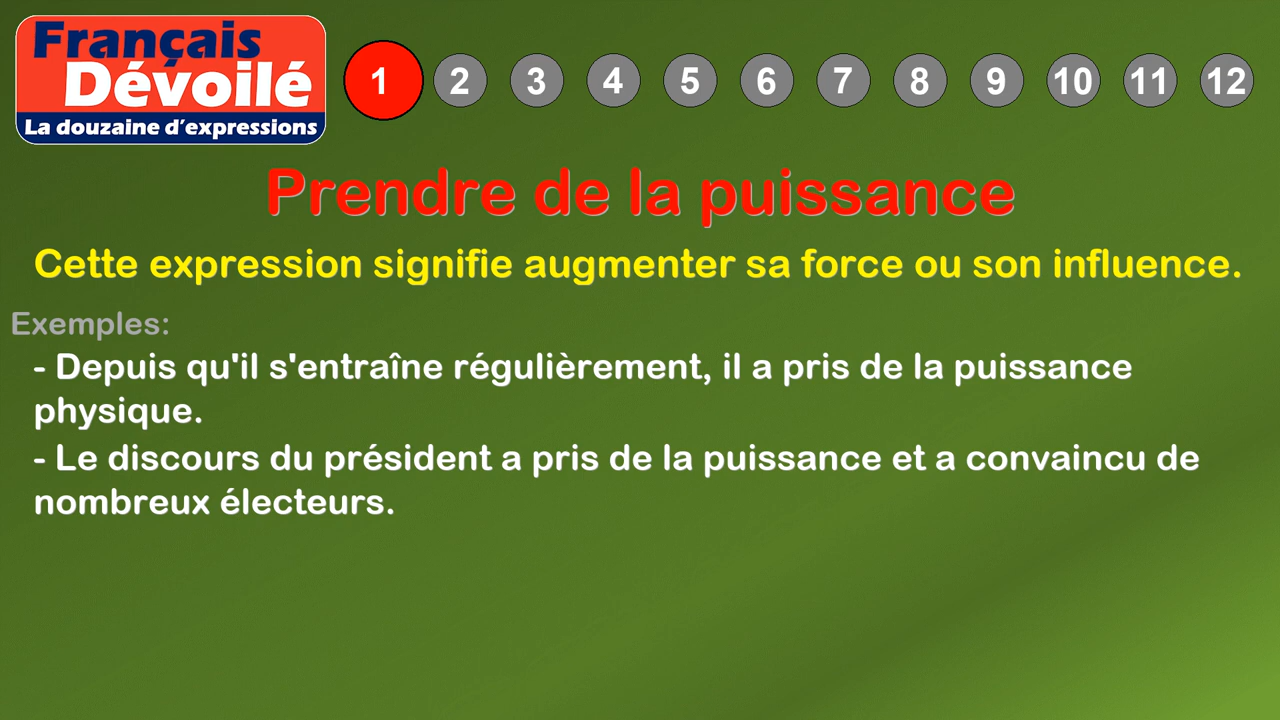 Français
Dévoilé
La douzaine d'expressions
1 2 3 4 5 6 7 8 9 10 11 12
Prendre de la puissance
Cette expression signifie augmenter sa force ou son influence.
Exemples:
- Depuis qu'il s'entraîne régulièrement, il a pris de la puissance
physique.
- Le discours du président a pris de la puissance et a convaincu de
nombreux électeurs.